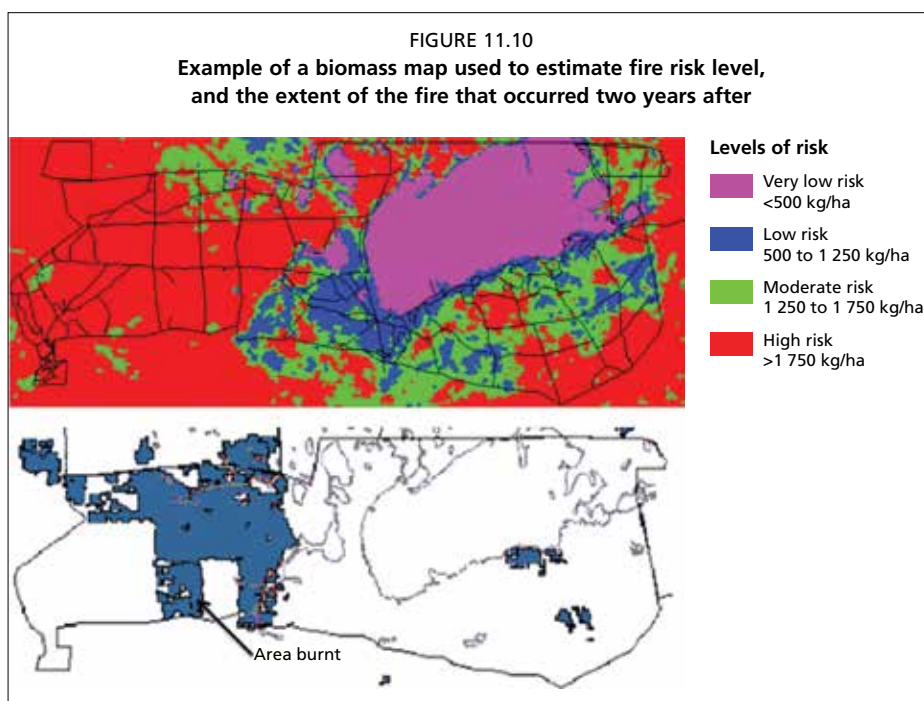 FIGURE 11.10
Example of a biomass map used to estimate fire risk level,
and the extent of the fire that occurred two years after
Levels of risk
Very low risk
<500 kg/ha
Low risk
500 to 1 250 kg/ha
Moderate risk
1 250 to 1 750 kg/ha
High risk
>1 750 kg/ha
Area burnt